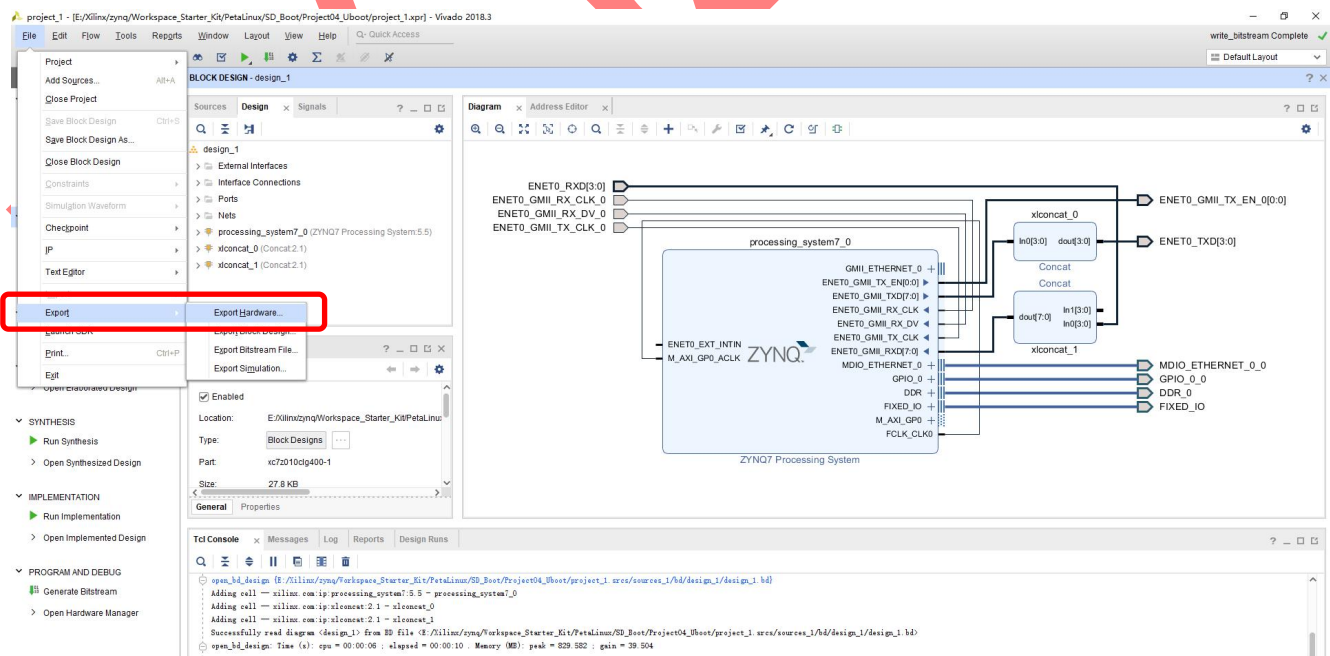 project_1 - [E:/Xilinx/zynq/Workspace_Starter_Kit/PetaLinux/SD_Boot/Project04_Uboot/project_1.xpr] - Vivado 2018.3
File Edit Flow Tools Reports Window Layout View Help Q- Quick Access
write_bitstream Complete
Default Layout
Project
Add Sources... Alt+A
Close Project
Save Block Design Ctrl+S
Save Block Design As...
Close Block Design
Constraints
Simulation Waveform
Checkpoint
IP
Text Editor
Export
Launch SDK
Print... Ctrl+P
Exit
Export Hardware...
Export Block Design...
Export Bitstream File...
Export Simulation...
Open Elaborated Design
SYNTHESIS
Run Synthesis
Open Synthesized Design
IMPLEMENTATION
Run Implementation
Open Implemented Design
PROGRAM AND DEBUG
Generate Bitstream
Open Hardware Manager
BLOCK DESIGN - design_1
Sources Design Signals
design_1
External Interfaces
Interface Connections
Ports
Nets
processing_system7_0 (ZYNQ7 Processing System:5.5)
xlconcat_0 (Concat:2.1)
xlconcat_1 (Concat:2.1)
Enabled
Location: E:/Xilinx/zynq/Workspace_Starter_Kit/PetaLinu
Type: Block Designs
Part: xc7z010clg400-1
Size: 27.8 KB
General Properties
Diagram Address Editor
ENET0_RXD[3:0]
ENET0_GMII_RX_CLK_0
ENET0_GMII_RX_DV_0
ENET0_GMII_TX_CLK_0
processing_system7_0
GMII_ETHERNET_0
ENET0_GMII_TX_EN[0:0]
ENET0_GMII_TXD[7:0]
ENET0_GMII_RX_CLK
ENET0_GMII_RX_DV
ENET0_GMII_TX_CLK
ENET0_GMII_RXD[7:0]
MDIO_ETHERNET_0
GPIO_0
DDR
FIXED_IO
M_AXI_GP0
FCLK_CLK0
ENET0_EXT_INTIN
M_AXI_GP0_ACLK
ZYNQ
ZYNQ7 Processing System
xlconcat_0
In0[3:0] dout[3:0]
Concat
Concat
dout[7:0] In1[3:0]
In0[3:0]
xlconcat_1
ENET0_GMII_TX_EN_0[0:0]
ENET0_TXD[3:0]
MDIO_ETHERNET_0_0
GPIO_0_0
DDR_0
FIXED_IO
Tcl Console Messages Log Reports Design Runs
open_bd_design {E:/Xilinx/zynq/Workspace_Starter_Kit/PetaLinux/SD_Boot/Project04_Uboot/project_1.srcs/sources_1/bd/design_1/design_1.bd}
Adding cell -- xilinx.com:ip:processing_system7:5.5 - processing_system7_0
Adding cell -- xilinx.com:ip:xlconcat:2.1 - xlconcat_0
Adding cell -- xilinx.com:ip:xlconcat:2.1 - xlconcat_1
Successfully read diagram <design_1> from BD file <E:/Xilinx/zynq/Workspace_Starter_Kit/PetaLinux/SD_Boot/Project04_Uboot/project_1.srcs/sources_1/bd/design_1/design_1.bd>
open_bd_design: Time (s): cpu = 00:00:06 ; elapsed = 00:00:10 . Memory (MB): peak = 829.582 ; gain = 39.504